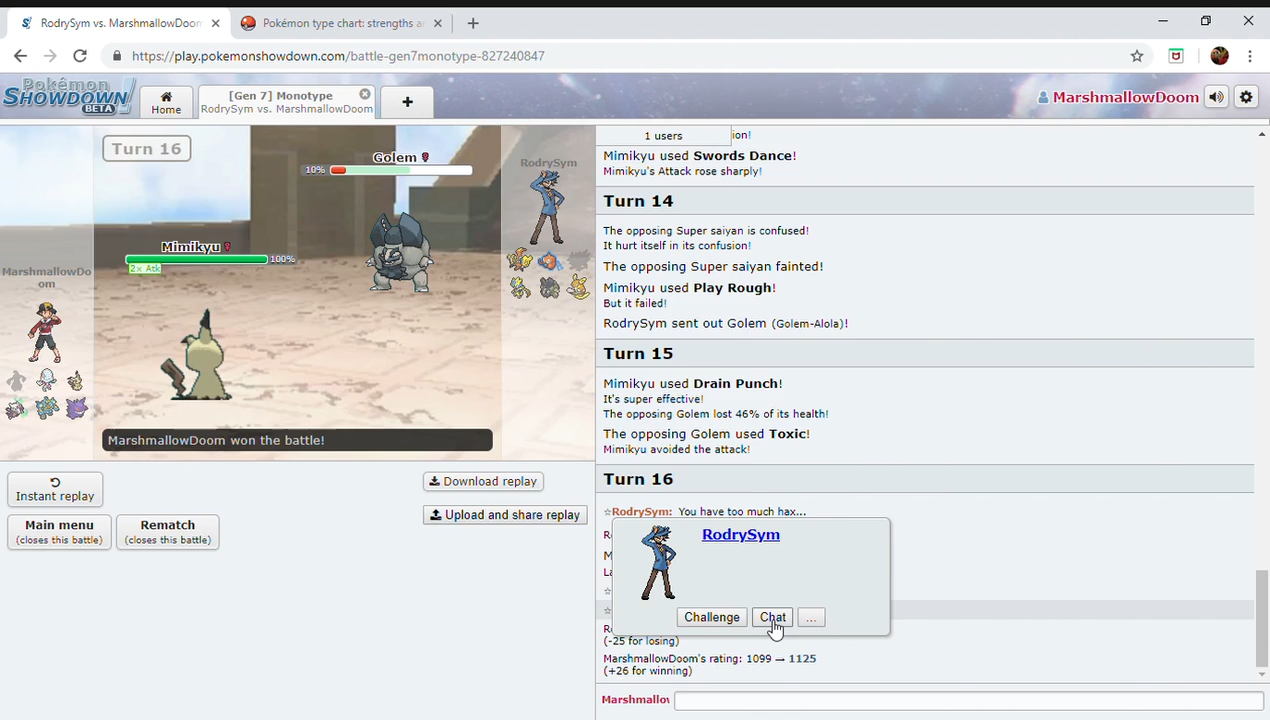 RodrySym vs. MarshmallowDoom
Pokémon type chart: strengths a
https://play.pokemonshowdown.com/battle-gen7monotype-827240847
Pokémon
SHOWDOWN!
BETA
Home
[Gen 7] Monotype
RodrySym vs. MarshmallowDoom
MarshmallowDoom
Turn 16
Golem
10%
Mimikyu
100%
2x Atk
RodrySym
MarshmallowDo
om
MarshmallowDoom won the battle!
Instant replay
Main menu
(closes this battle)
Rematch
(closes this battle)
Download replay
Upload and share replay
1 users
ion!
Mimikyu used Swords Dance!
Mimikyu's Attack rose sharply!
Turn 14
The opposing Super saiyan is confused!
It hurt itself in its confusion!
The opposing Super saiyan fainted!
Mimikyu used Play Rough!
But it failed!
RodrySym sent out Golem (Golem-Alola)!
Turn 15
Mimikyu used Drain Punch!
It's super effective!
The opposing Golem lost 46% of its health!
The opposing Golem used Toxic!
Mimikyu avoided the attack!
Turn 16
☆RodrySym: You have too much hax...
RodrySym
Challenge
Chat
...
(-25 for losing)
MarshmallowDoom's rating: 1099 → 1125
(+26 for winning)
Marshmallo